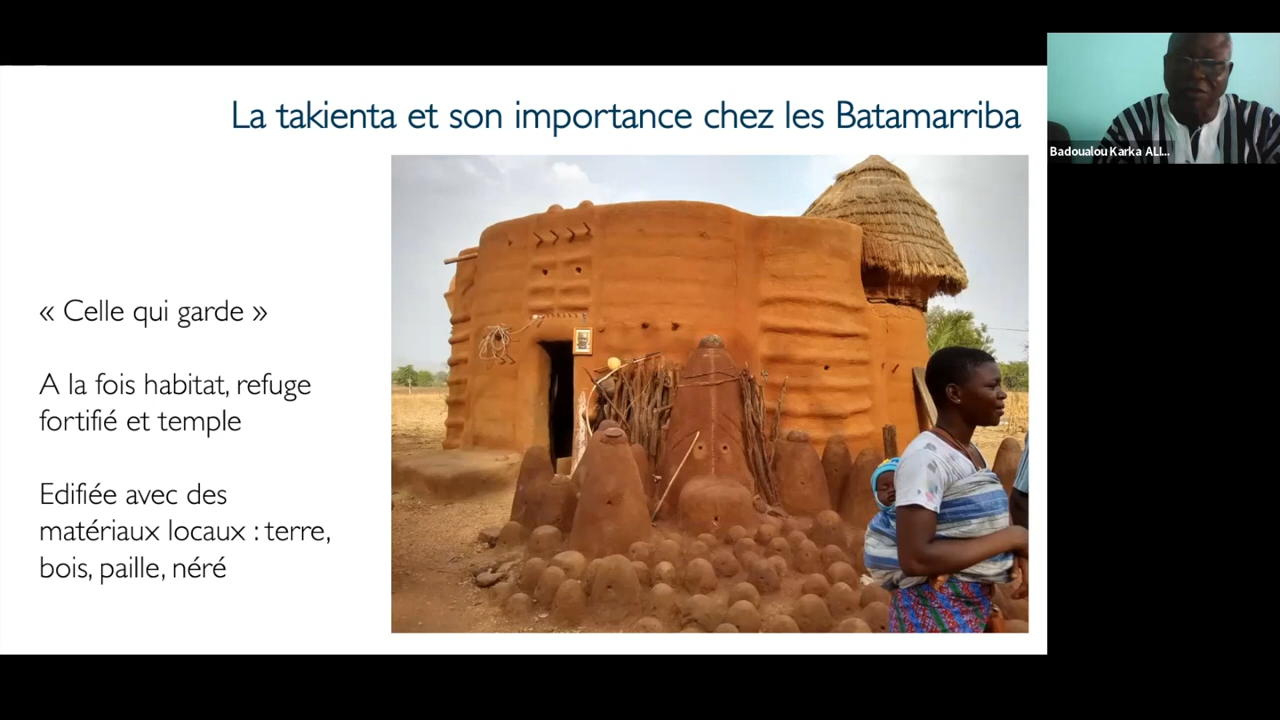 La takienta et son importance chez les Batamarriba
« Celle qui garde »
A la fois habitat, refuge
fortifié et temple
Edifiée avec des
matériaux locaux : terre,
bois, paille, néré
Badoualou Karka ALI...